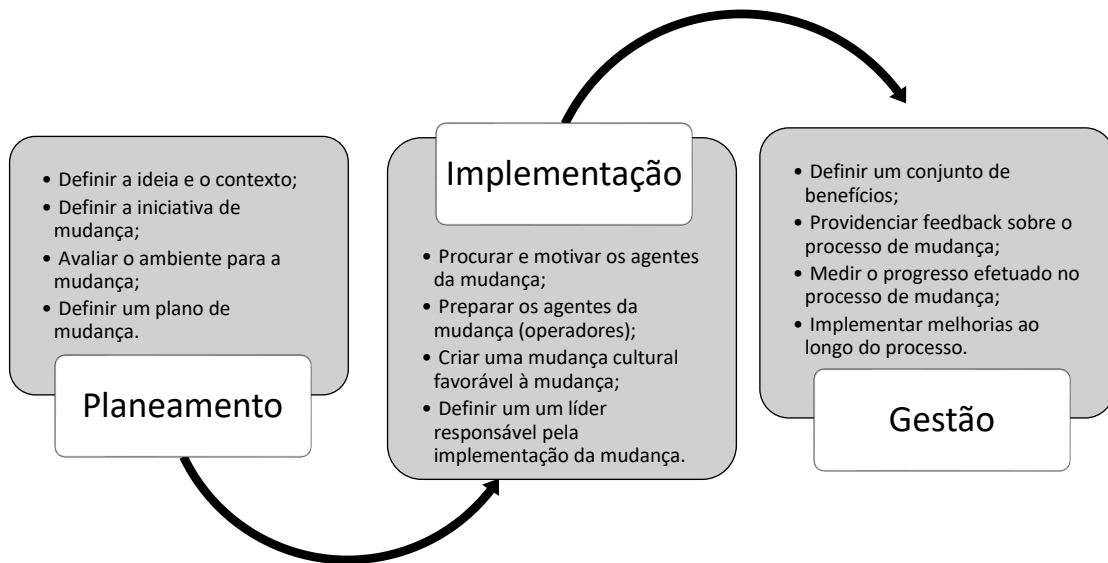 • Definir a ideia e o contexto;
• Definir a iniciativa de
mudança;
• Avaliar o ambiente para a
mudança;
• Definir um plano de
mudança.
Planeamento
Implementação
• Procurar e motivar os agentes
da mudança;
• Preparar os agentes da
mudança (operadores);
• Criar uma mudança cultural
favorável à mudança;
• Definir um um líder
responsável pela
implementação da mudança.
• Definir um conjunto de
benefícios;
• Providenciar feedback sobre o
processo de mudança;
• Medir o progresso efetuado no
processo de mudança;
• Implementar melhorias ao
longo do processo.
Gestão